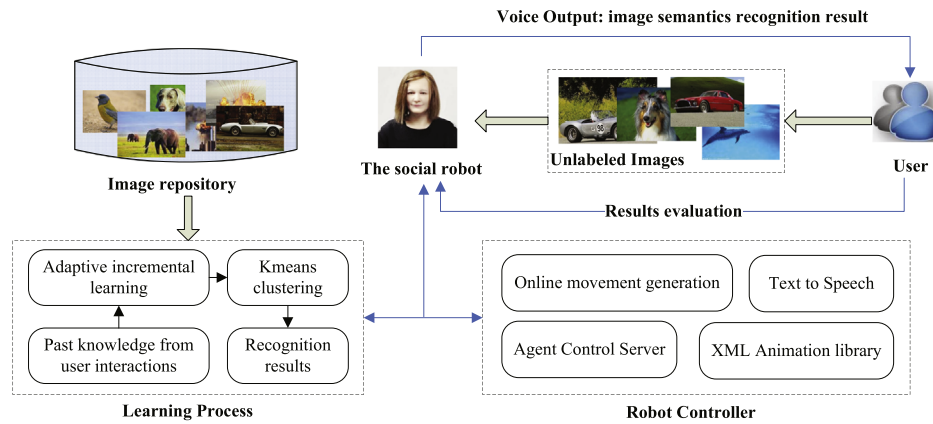 Voice Output: image semantics recognition result
98
Unlabeled Images
Image repository
The social robot
User
Results evaluation
Adaptive incremental
learning
Kmeans
clustering
Past knowledge from
user interactions
Recognition
results
Learning Process
Online movement generation
Text to Speech
Agent Control Server
XML Animation library
Robot Controller